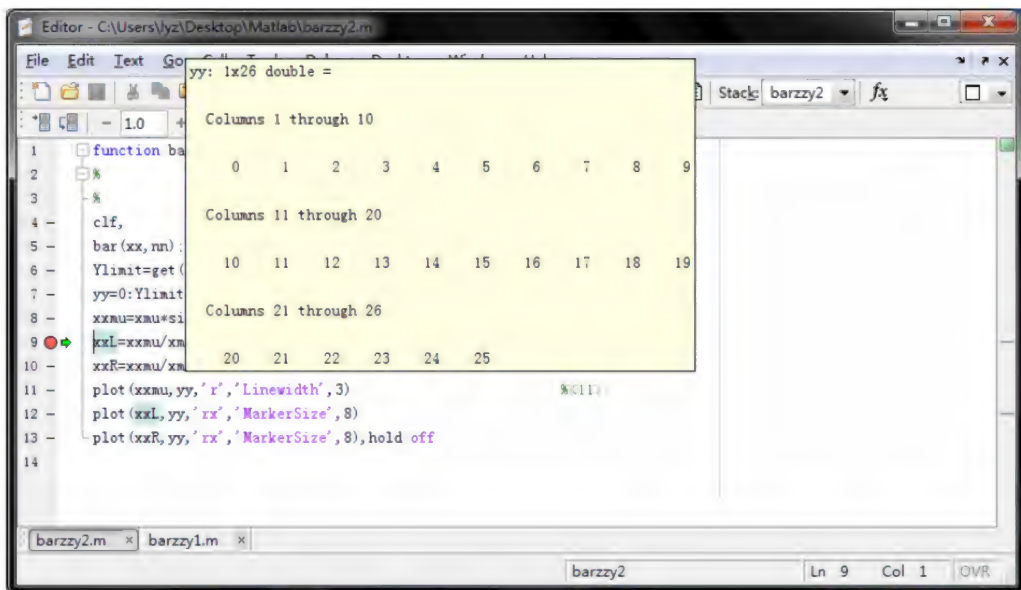 Editor - C:\Users\lyz\Desktop\Matlab\barzzy2.m
File Edit Text Go
Stack: barzzy2 fx
1.0
yy: 1x26 double =
Columns 1 through 10
0 1 2 3 4 5 6 7 8 9
Columns 11 through 20
10 11 12 13 14 15 16 17 18 19
Columns 21 through 26
20 21 22 23 24 25
1 function ba
2 %
3 %
4 - clf,
5 - bar(xx,nn);
6 - Ylimit=get(
7 - yy=0:Ylimit
8 - xxmu=xmu*si
9 xxL=xxmu/xm
10 - xxR=xxmu/xm
11 - plot(xxmu,yy,'r','Linewidth',3) %<11>
12 - plot(xxL,yy,'rx','MarkerSize',8)
13 - plot(xxR,yy,'rx','MarkerSize',8),hold off
14
barzzy2.m × barzzy1.m ×
barzzy2 Ln 9 Col 1 OVR